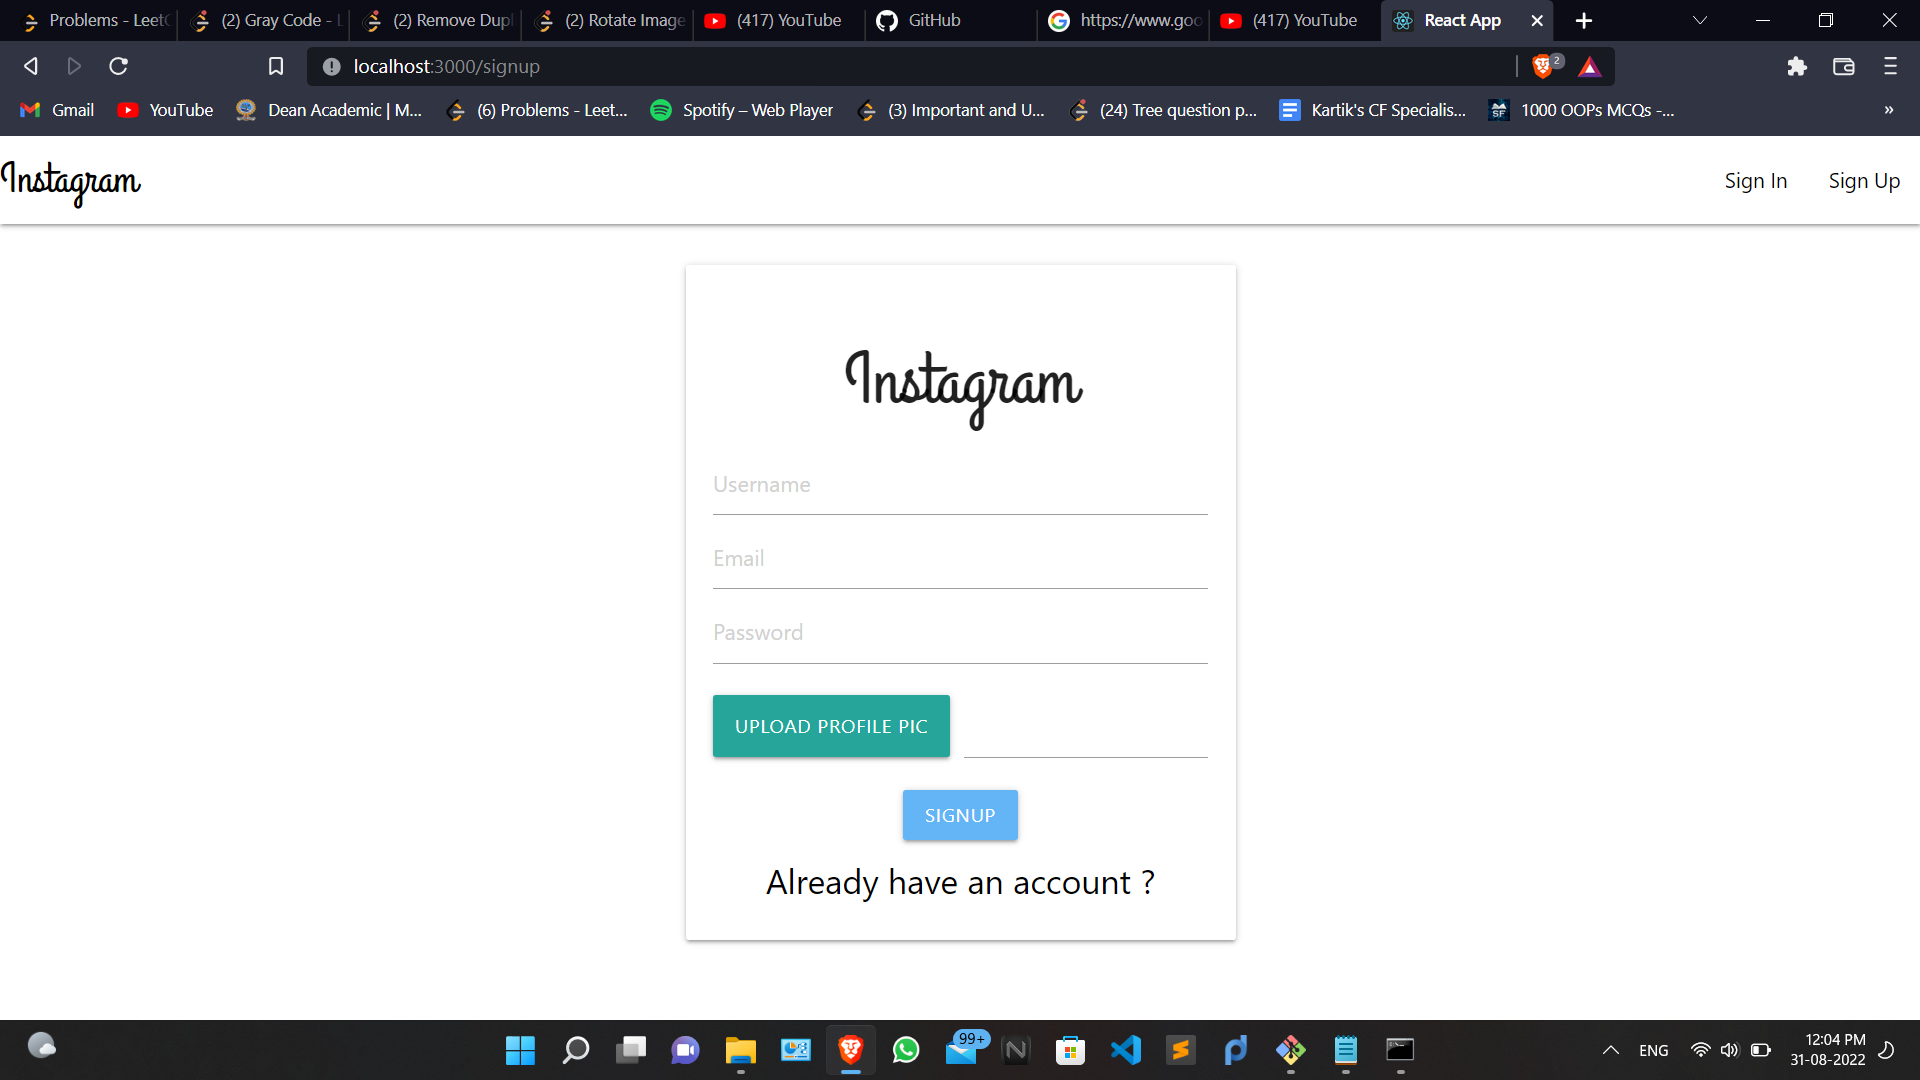 Problems - Leet
(2) Gray Code - L
(2) Remove Dupl
(2) Rotate Image
(417) YouTube
GitHub
https://www.goo
(417) YouTube
React App
localhost:3000/signup
2
Gmail
YouTube
Dean Academic | M...
(6) Problems - Leet...
Spotify – Web Player
(3) Important and U...
(24) Tree question p...
Kartik's CF Specialis...
SF
1000 OOPs MCQs -...
»
Instagram
Sign In
Sign Up
Instagram
Username
Email
Password
UPLOAD PROFILE PIC
SIGNUP
Already have an account ?
99+
ENG
12:04 PM
31-08-2022